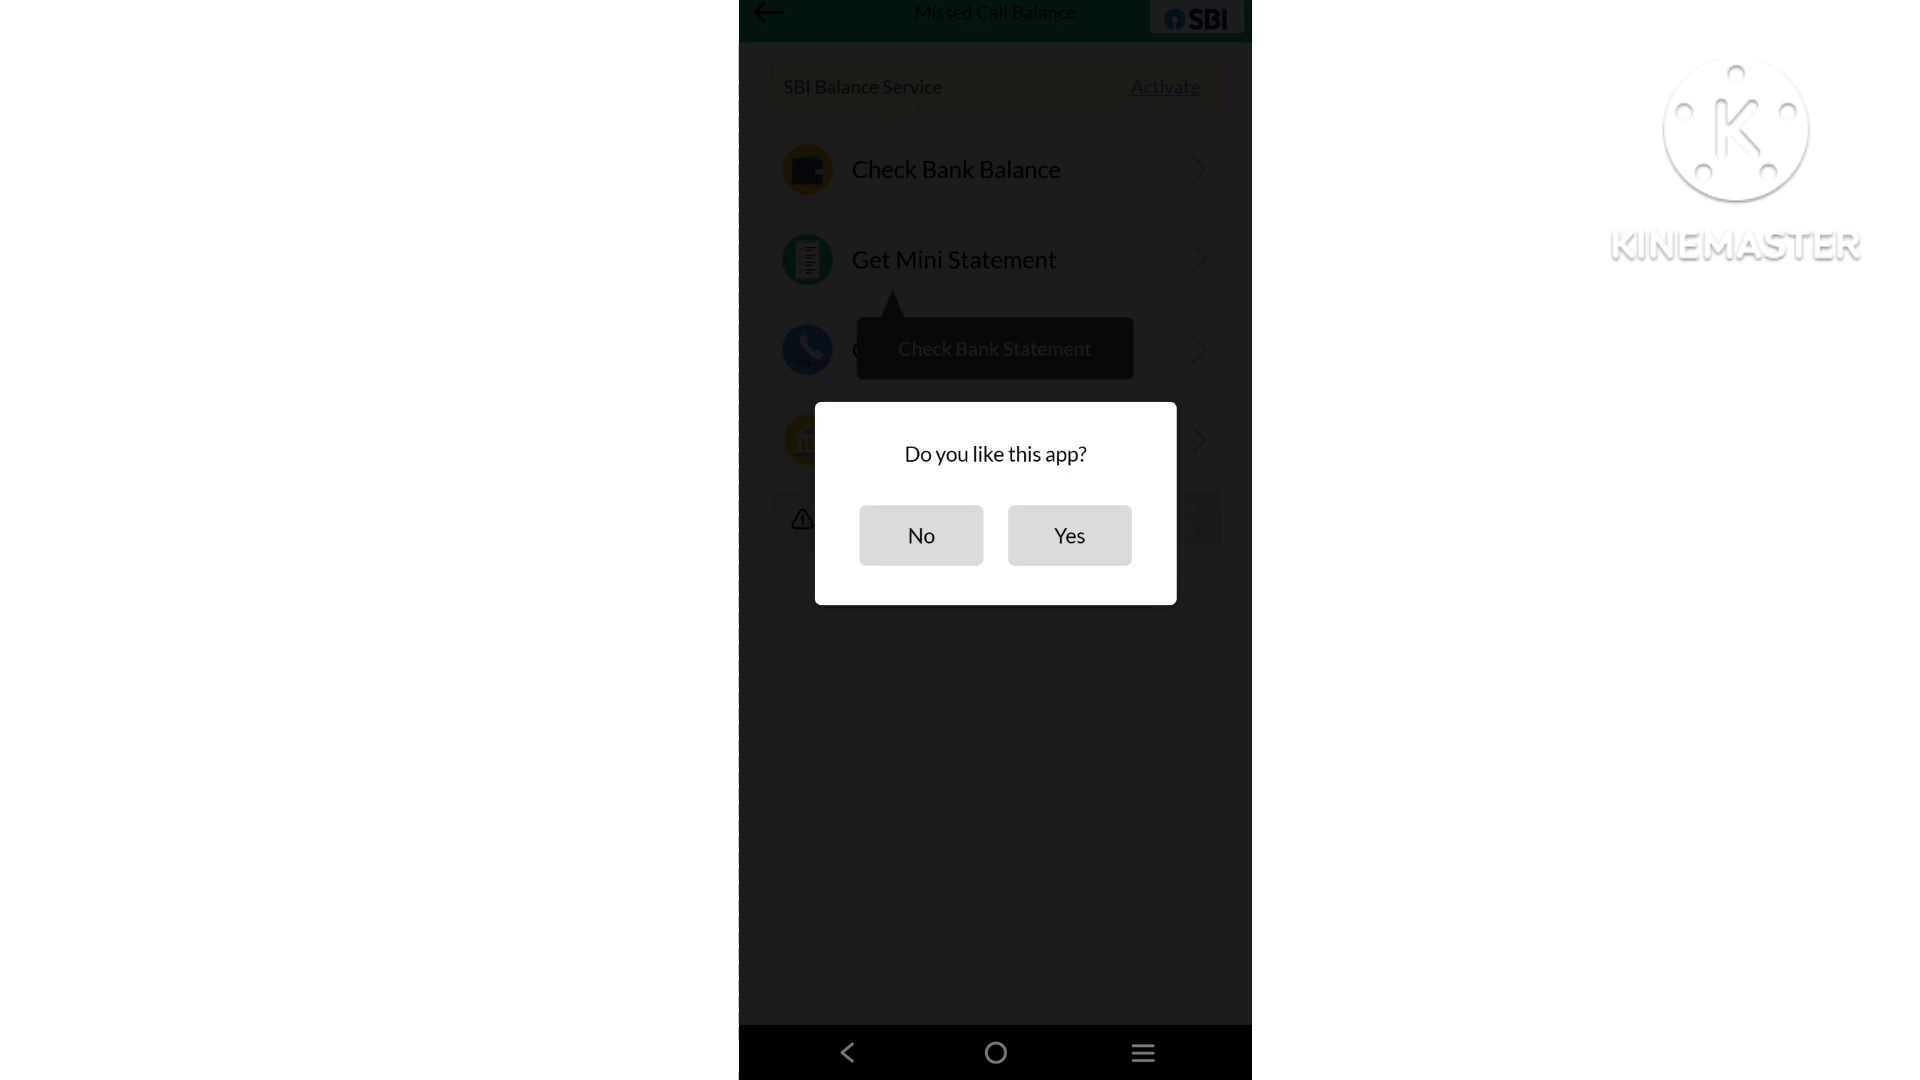 Missed Call Balance
SBI
SBI Balance Service
Activate
Check Bank Balance
Get Mini Statement
Check Bank Statement
Do you like this app?
No
Yes
K
KINEMASTER